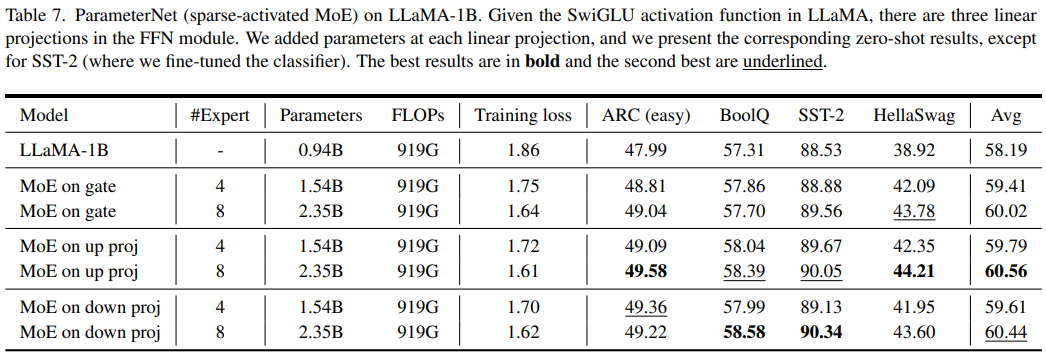 Table 7. ParameterNet (sparse-activated MoE) on LLaMA-1B. Given the SwiGLU activation function in LLaMA, there are three linear
projections in the FFN module. We added parameters at each linear projection, and we present the corresponding zero-shot results, except
for SST-2 (where we fine-tuned the classifier). The best results are in bold and the second best are underlined.
Model #Expert Parameters FLOPs Training loss ARC (easy) BoolQ SST-2 HellaSwag Avg
LLaMA-1B - 0.94B 919G 1.86 47.99 57.31 88.53 38.92 58.19
MoE on gate 4 1.54B 919G 1.75 48.81 57.86 88.88 42.09 59.41
MoE on gate 8 2.35B 919G 1.64 49.04 57.70 89.56 43.78 60.02
MoE on up proj 4 1.54B 919G 1.72 49.09 58.04 89.67 42.35 59.79
MoE on up proj 8 2.35B 919G 1.61 49.58 58.39 90.05 44.21 60.56
MoE on down proj 4 1.54B 919G 1.70 49.36 57.99 89.13 41.95 59.61
MoE on down proj 8 2.35B 919G 1.62 49.22 58.58 90.34 43.60 60.44